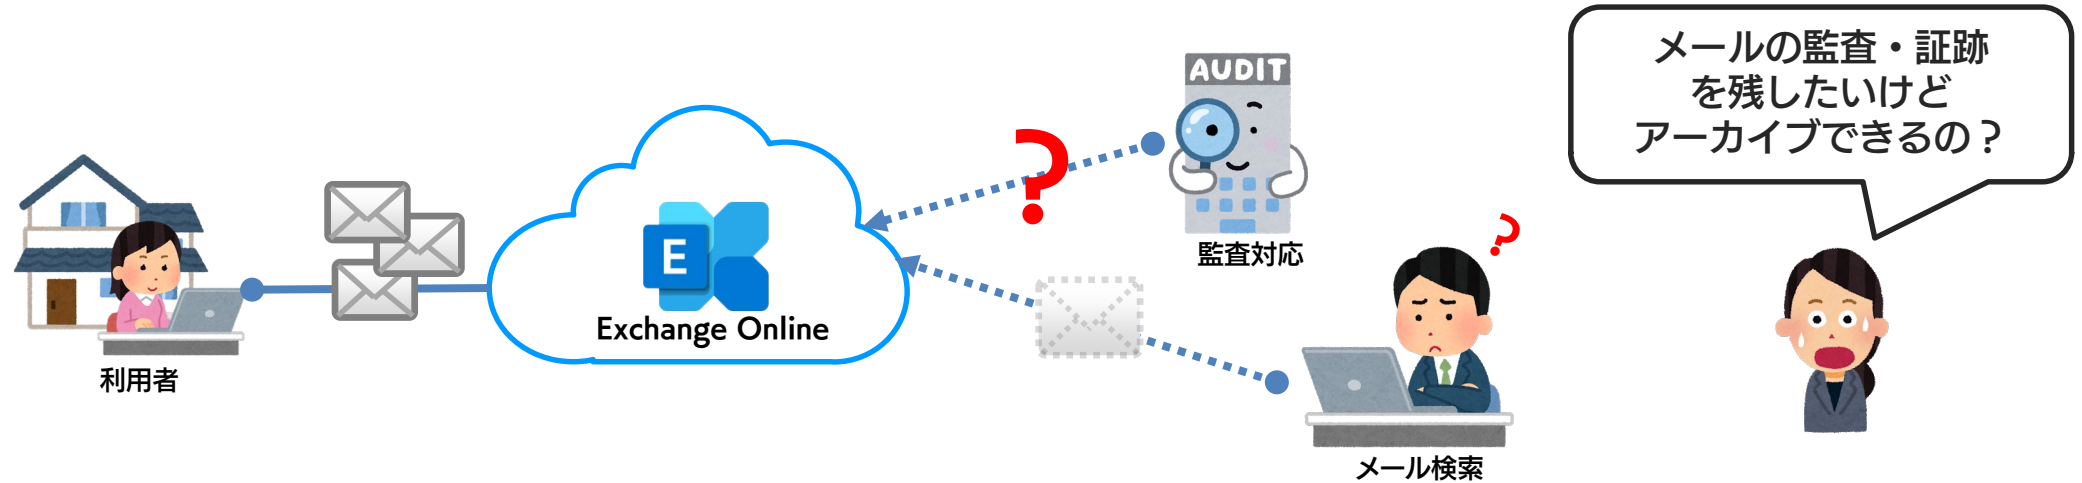 メールの監査・証跡
を残したいけど
アーカイブできるの？
AUDIT
?
監査対応
?
E
Exchange Online
利用者
メール検索